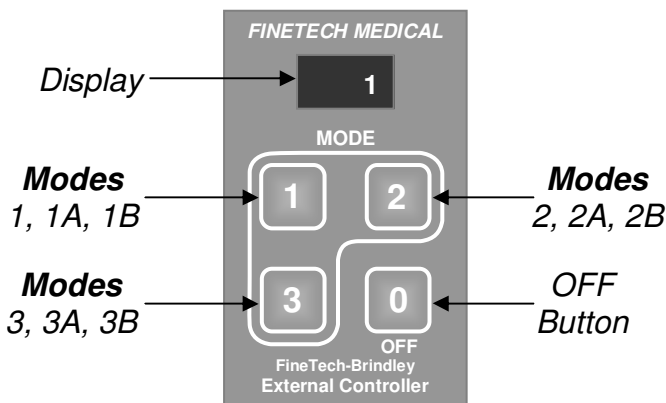 FINETECH MEDICAL
Display
1
MODE
Modes
1, 1A, 1B
1
2
Modes
2, 2A, 2B
Modes
3, 3A, 3B
3
0
OFF
Button
OFF
FineTech-Brindley
External Controller